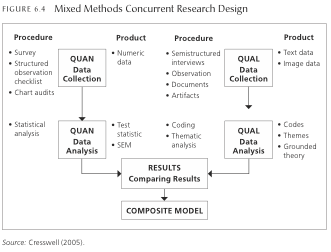 FIGURE 6.4 Mixed Methods Concurrent Research Design
Procedure
• Survey
• Structured
observation
checklist
• Chart audits
QUAN
Data
Collection
Product
• Numeric
data
Procedure
• Semistructured
interviews
• Observation
• Documents
• Artifacts
QUAL
Data
Collection
Product
• Text data
• Image data
• Statistical
analysis
QUAN
Data
Analysis
• Test
statistic
• SEM
• Coding
• Thematic
analysis
QUAL
Data
Analysis
• Codes
• Themes
• Grounded
theory
RESULTS
Comparing Results
COMPOSITE MODEL
Source: Cresswell (2005).